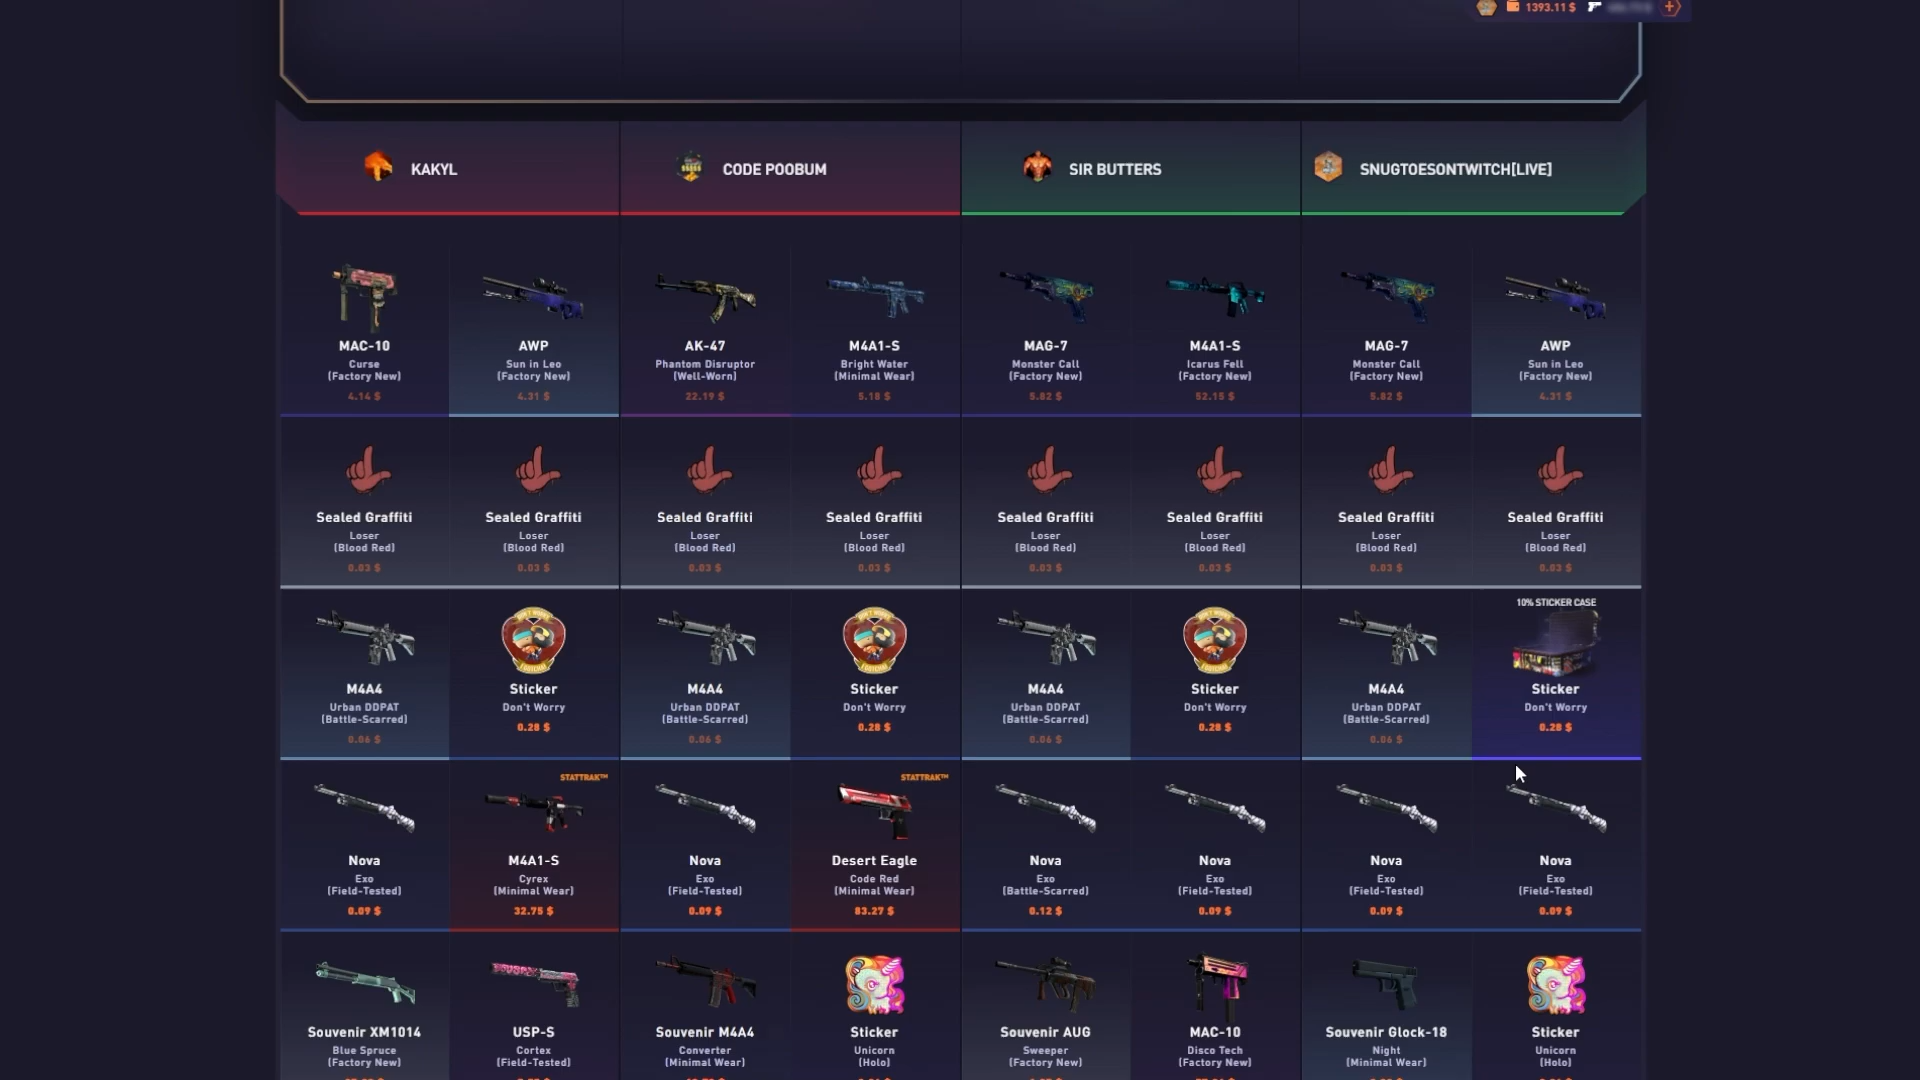 1393.11 $
KAKYL
CODE POOBUM
SIR BUTTERS
SNUGTOESONTWITCH[LIVE]
MAC-10
Curse
(Factory New)
4.14 $
AWP
Sun in Leo
(Factory New)
4.31 $
AK-47
Phantom Disruptor
(Well-Worn)
22.19 $
M4A1-S
Bright Water
(Minimal Wear)
5.18 $
MAG-7
Monster Call
(Factory New)
5.82 $
M4A1-S
Icarus Fell
(Factory New)
52.15 $
MAG-7
Monster Call
(Factory New)
5.82 $
AWP
Sun in Leo
(Factory New)
4.31 $
Sealed Graffiti
Loser
(Blood Red)
0.03 $
Sealed Graffiti
Loser
(Blood Red)
0.03 $
Sealed Graffiti
Loser
(Blood Red)
0.03 $
Sealed Graffiti
Loser
(Blood Red)
0.03 $
Sealed Graffiti
Loser
(Blood Red)
0.03 $
Sealed Graffiti
Loser
(Blood Red)
0.03 $
Sealed Graffiti
Loser
(Blood Red)
0.03 $
Sealed Graffiti
Loser
(Blood Red)
0.03 $
M4A4
Urban DDPAT
(Battle-Scarred)
0.06 $
Sticker
Don't Worry
0.28 $
M4A4
Urban DDPAT
(Battle-Scarred)
0.06 $
Sticker
Don't Worry
0.28 $
M4A4
Urban DDPAT
(Battle-Scarred)
0.06 $
Sticker
Don't Worry
0.28 $
M4A4
Urban DDPAT
(Battle-Scarred)
0.06 $
10% STICKER CASE
Sticker
Don't Worry
0.28 $
Nova
Exo
(Field-Tested)
0.09 $
STATTRAK™
M4A1-S
Cyrex
(Minimal Wear)
32.75 $
Nova
Exo
(Field-Tested)
0.09 $
STATTRAK™
Desert Eagle
Code Red
(Minimal Wear)
83.27 $
Nova
Exo
(Battle-Scarred)
0.12 $
Nova
Exo
(Field-Tested)
0.09 $
Nova
Exo
(Field-Tested)
0.09 $
Nova
Exo
(Field-Tested)
0.09 $
Souvenir XM1014
Blue Spruce
(Factory New)
USP-S
Cortex
(Field-Tested)
Souvenir M4A4
Converter
(Minimal Wear)
Sticker
Unicorn
(Holo)
Souvenir AUG
Sweeper
(Factory New)
MAC-10
Disco Tech
(Factory New)
Souvenir Glock-18
Night
(Minimal Wear)
Sticker
Unicorn
(Holo)